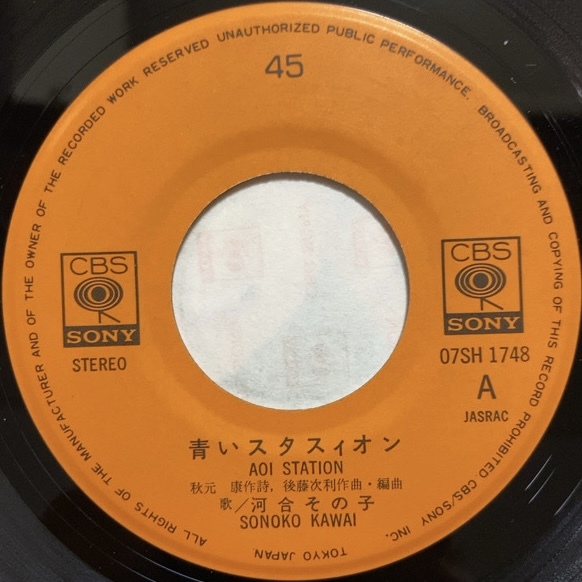 ALL RIGHTS OF THE MANUFACTURER AND OF THE OWNER OF THE RECORDED WORK RESERVED UNAUTHORIZED PUBLIC PERFORMANCE, BROADCASTING AND COPYING OF THIS RECORD PROHIBITED CBS/SONY INC. TOKYO JAPAN
45
CBS
SONY
STEREO
CBS
SONY
07SH 1748
A
JASRAC
青いスタスィオン
AOI STATION
秋元 康作詩, 後藤次利作曲・編曲
歌/河合その子
SONOKO KAWAI